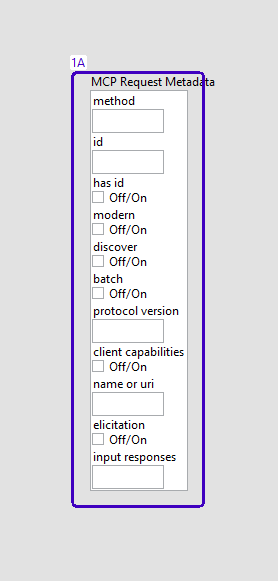 1A
MCP Request Metadata
method
id
has id
Off/On
modern
Off/On
discover
Off/On
batch
Off/On
protocol version
client capabilities
Off/On
name or uri
elicitation
Off/On
input responses